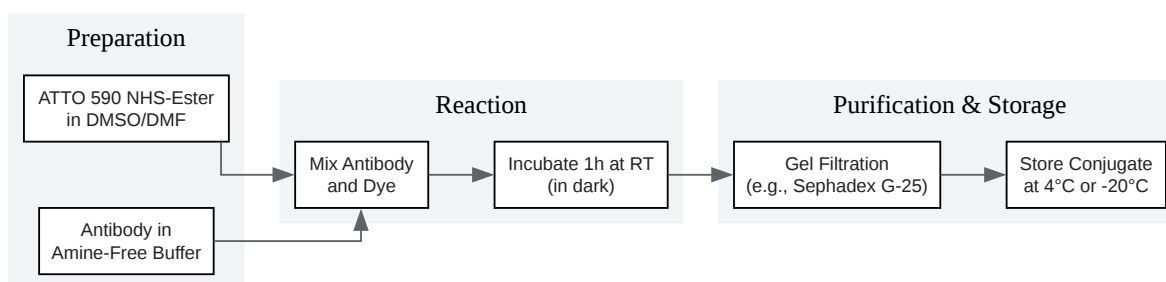 Preparation
ATTO 590 NHS-Ester
in DMSO/DMF
Antibody in
Amine-Free Buffer
Reaction
Mix Antibody
and Dye
Incubate 1h at RT
(in dark)
Purification & Storage
Gel Filtration
(e.g., Sephadex G-25)
Store Conjugate
at 4°C or -20°C